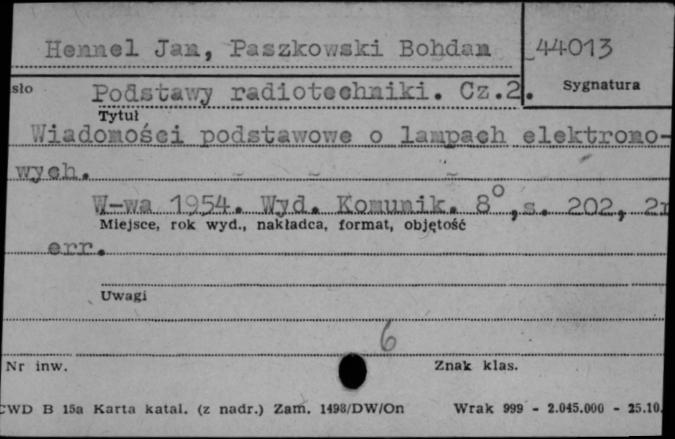 Hennel Jan, Paszkowski Bohdan 44013
sło Podstawy radiotechniki. Cz.2. Sygnatura
Tytuł
Wiadomości podstawowe o lampach elektrono-
wych.
W-wa 1954. Wyd. Komunik. 8°, s. 202, 2
Miejsce, rok wyd., nakładca, format, objętość
err.
Uwagi
6
Nr inw. Znak klas.
CWD B 15a Karta katal. (z nadr.) Zam. 1498/DW/On Wrak 999 - 2.045.000 - 25.10.